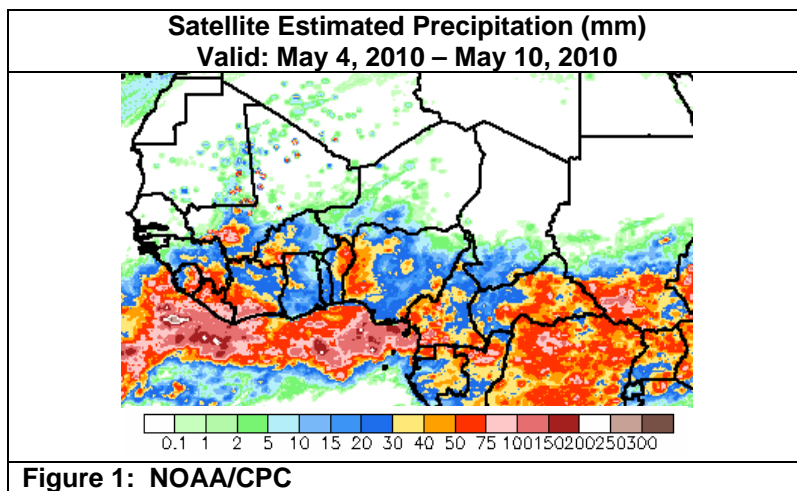 Satellite Estimated Precipitation (mm)
Valid: May 4, 2010 – May 10, 2010
0.1 1 2 5 10 15 20 30 40 50 75 100150200250300
Figure 1: NOAA/CPC